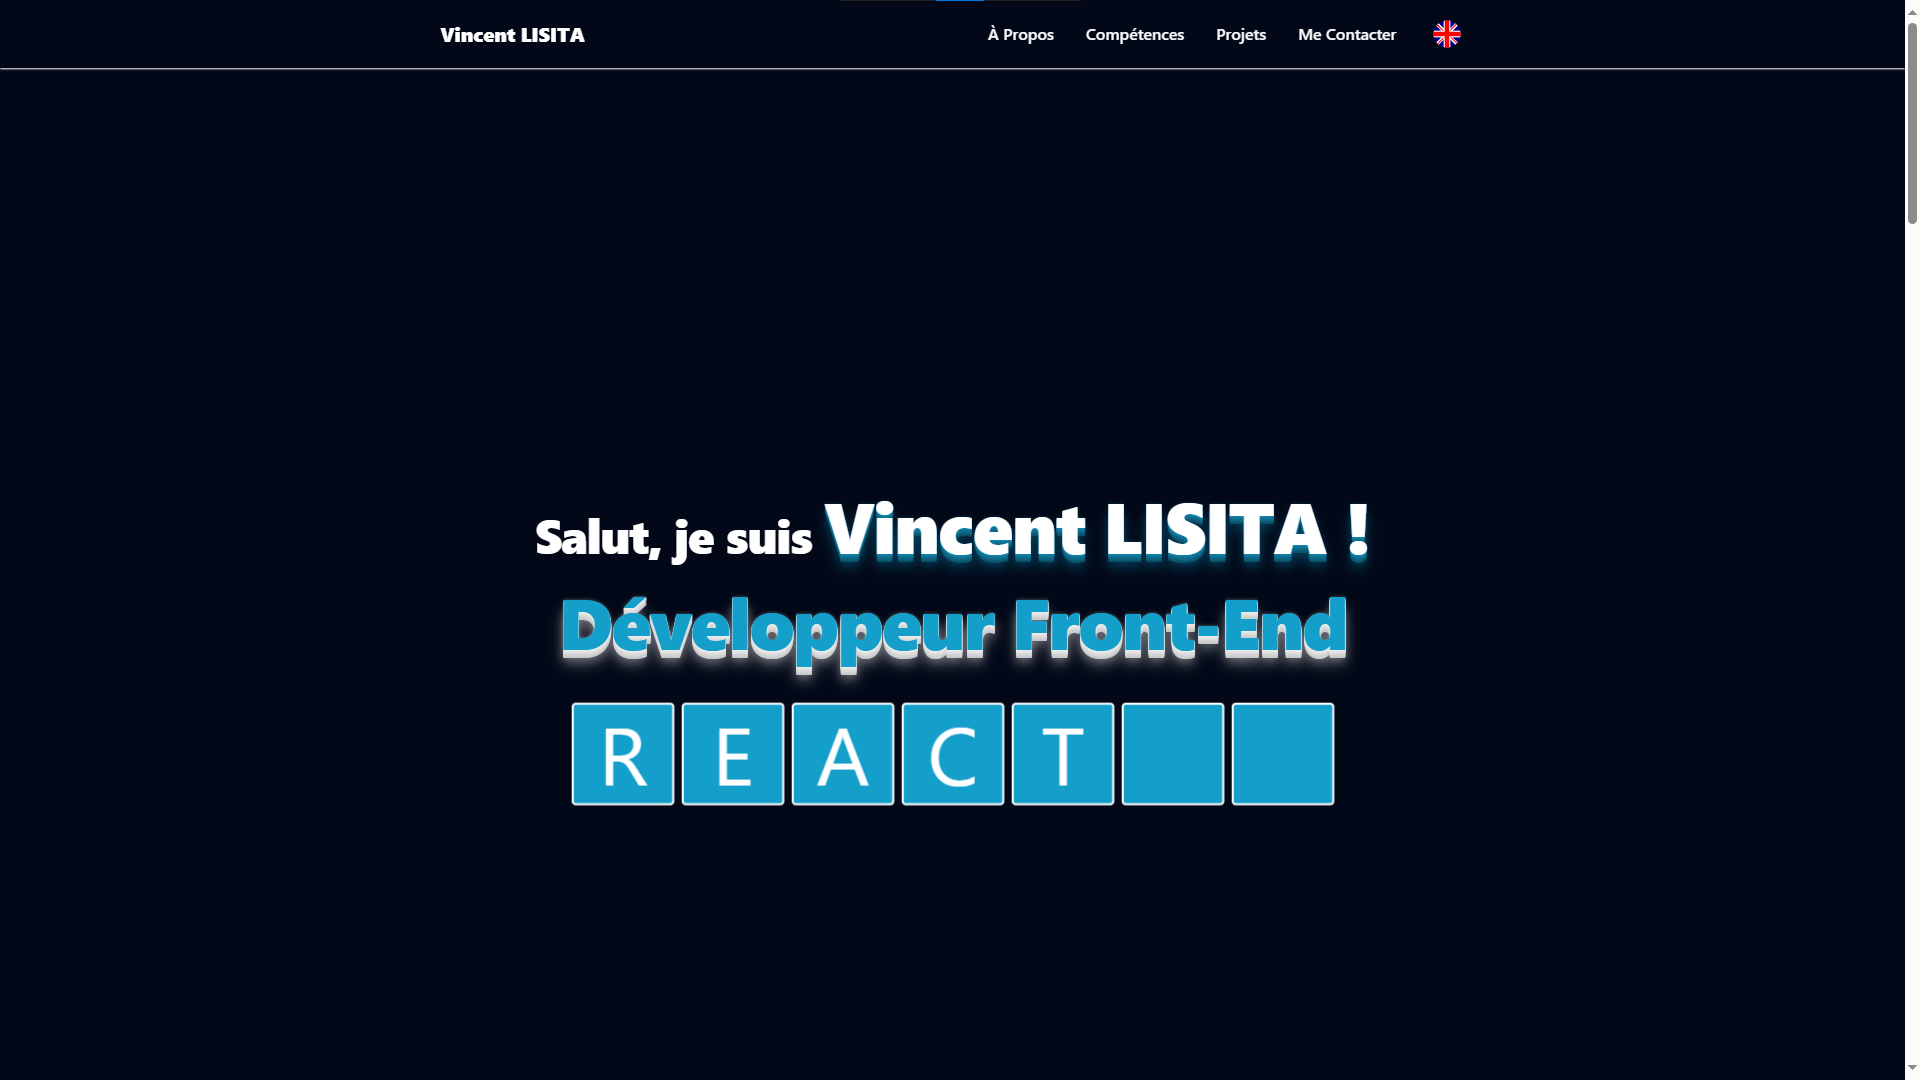 Vincent LISITA
À Propos Compétences Projets Me Contacter
Salut, je suis Vincent LISITA !
Développeur Front-End
REACT